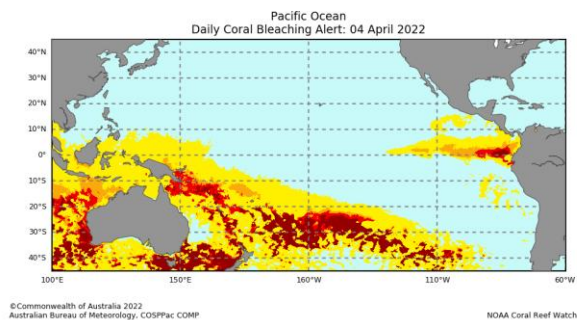 Pacific Ocean
Daily Coral Bleaching Alert: 04 April 2022
40°N
30°N
20°N
10°N
0°
10°S
20°S
30°S
40°S
100°E 150°E 160°W 110°W 60°W
©Commonwealth of Australia 2022
Australian Bureau of Meteorology, COSPPac COMP
NOAA Coral Reef Watch